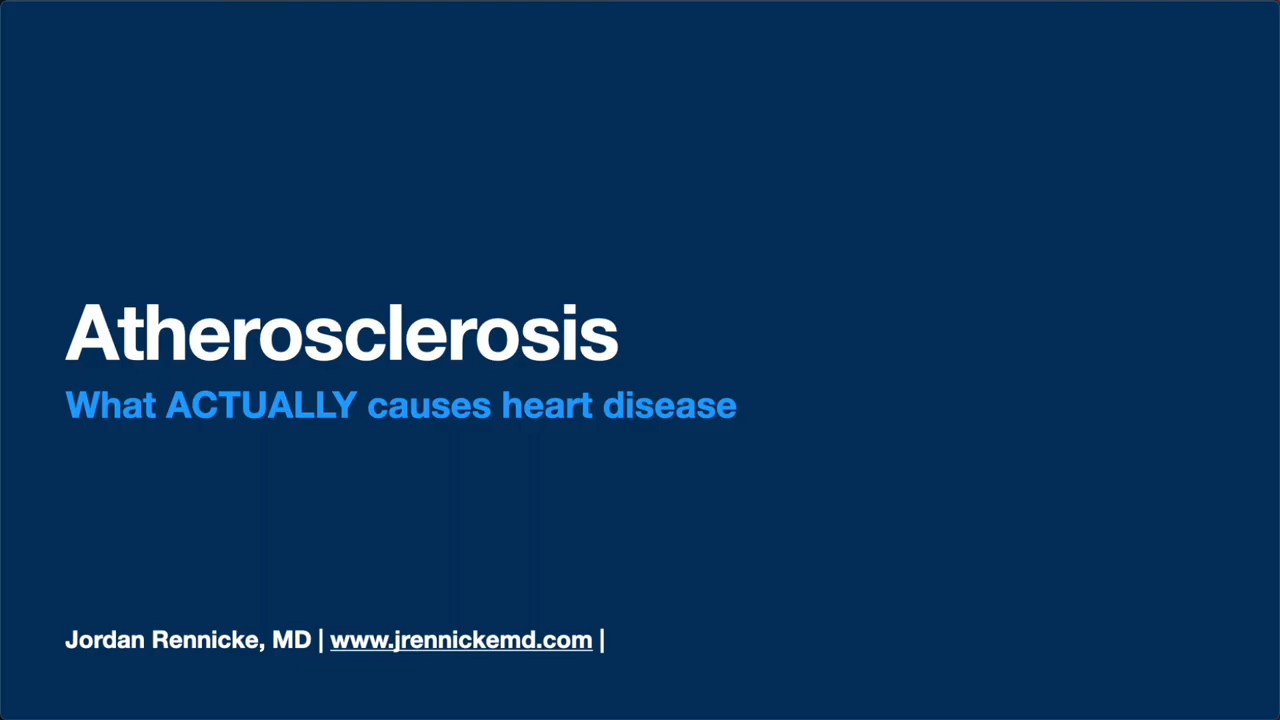 Atherosclerosis
What ACTUALLY causes heart disease
Jordan Rennicke, MD | www.jrennickemd.com |